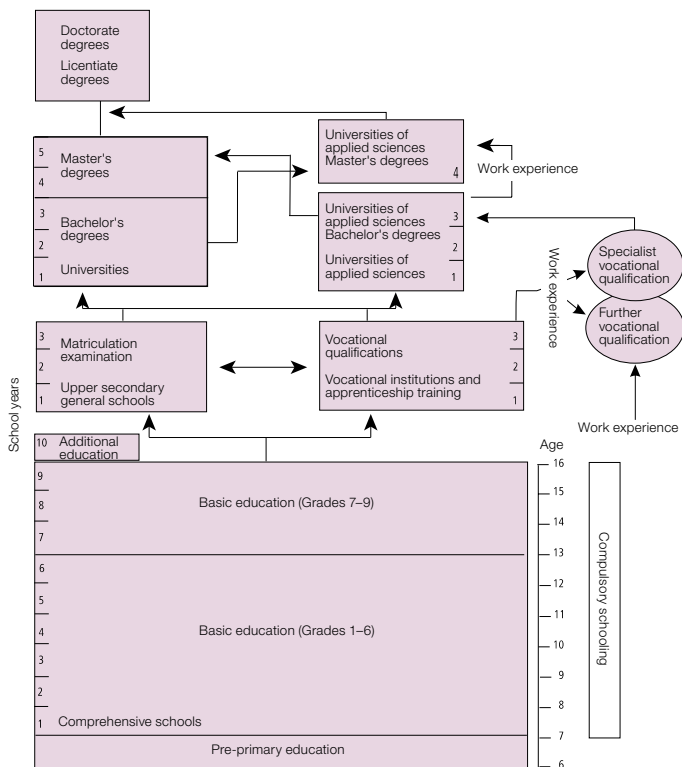 Doctorate
degrees
Licentiate
degrees
5
4
Master's
degrees
3
2
1
Bachelor's
degrees
Universities
Universities of
applied sciences
Master's degrees
4
Work experience
Universities of
applied sciences
Bachelor's degrees
Universities of
applied sciences
3
2
1
Specialist
vocational
qualification
Further
vocational
qualification
Work experience
Work experience
3
2
1
Matriculation
examination
Upper secondary
general schools
Vocational
qualifications
Vocational institutions and
apprenticeship training
3
2
1
School years
10 Additional
education
9
8
7
Basic education (Grades 7–9)
6
5
4
3
2
1
Basic education (Grades 1–6)
Comprehensive schools
Pre-primary education
Age
16
15
14
13
12
11
10
9
8
7
6
Compulsory schooling